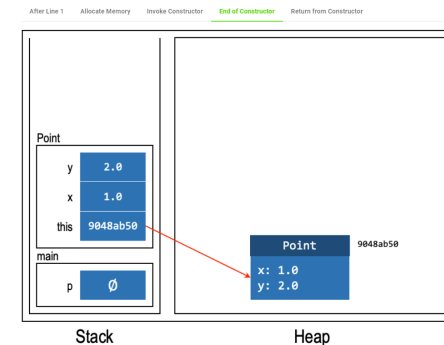 After Line 1 Allocate Memory Invoke Constructor End of Constructor Return from Constructor
Point
y 2.0
x 1.0
this 9048ab50
main
p Ø
Point 9048ab50
x: 1.0
y: 2.0
Stack Heap